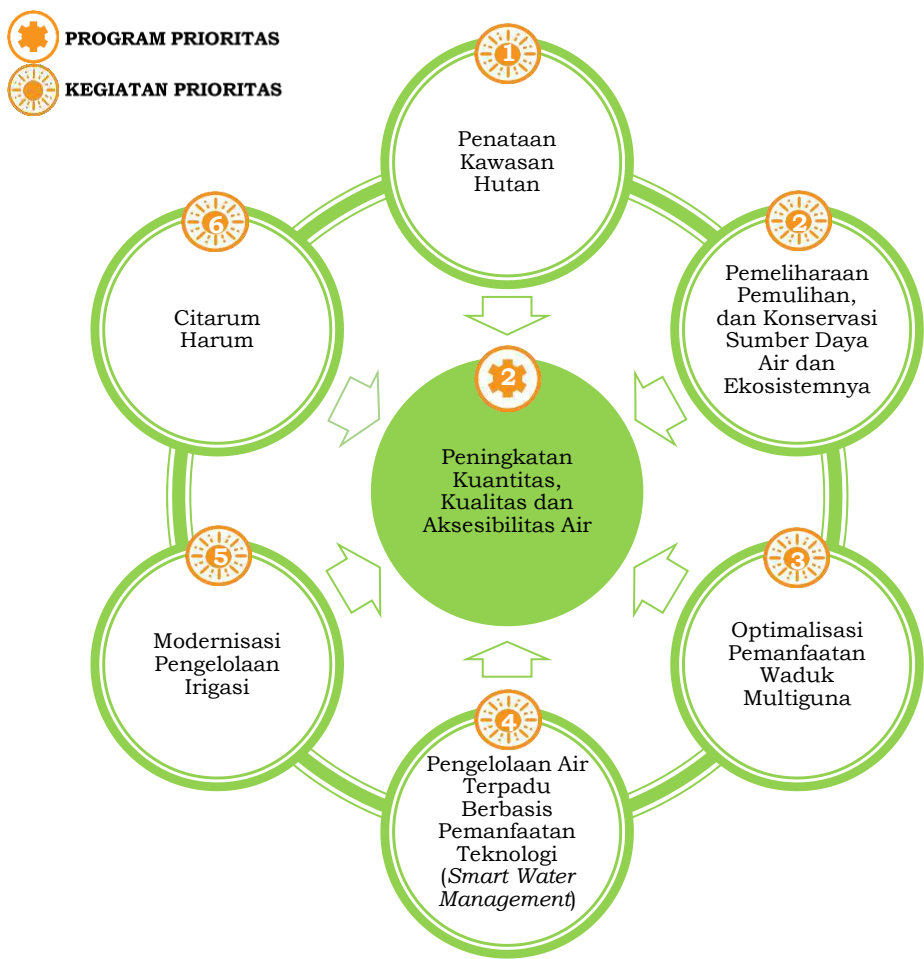 PROGRAM PRIORITAS
KEGIATAN PRIORITAS
1
Penataan
Kawasan
Hutan
2
Pemeliharaan
Pemulihan,
dan Konservasi
Sumber Daya
Air dan
Ekosistemnya
3
Optimalisasi
Pemanfaatan
Waduk
Multiguna
4
Pengelolaan Air
Terpadu
Berbasis
Pemanfaatan
Teknologi
(Smart Water
Management)
5
Modernisasi
Pengelolaan
Irigasi
6
Citarum
Harum
2
Peningkatan
Kuantitas,
Kualitas dan
Aksesibilitas Air